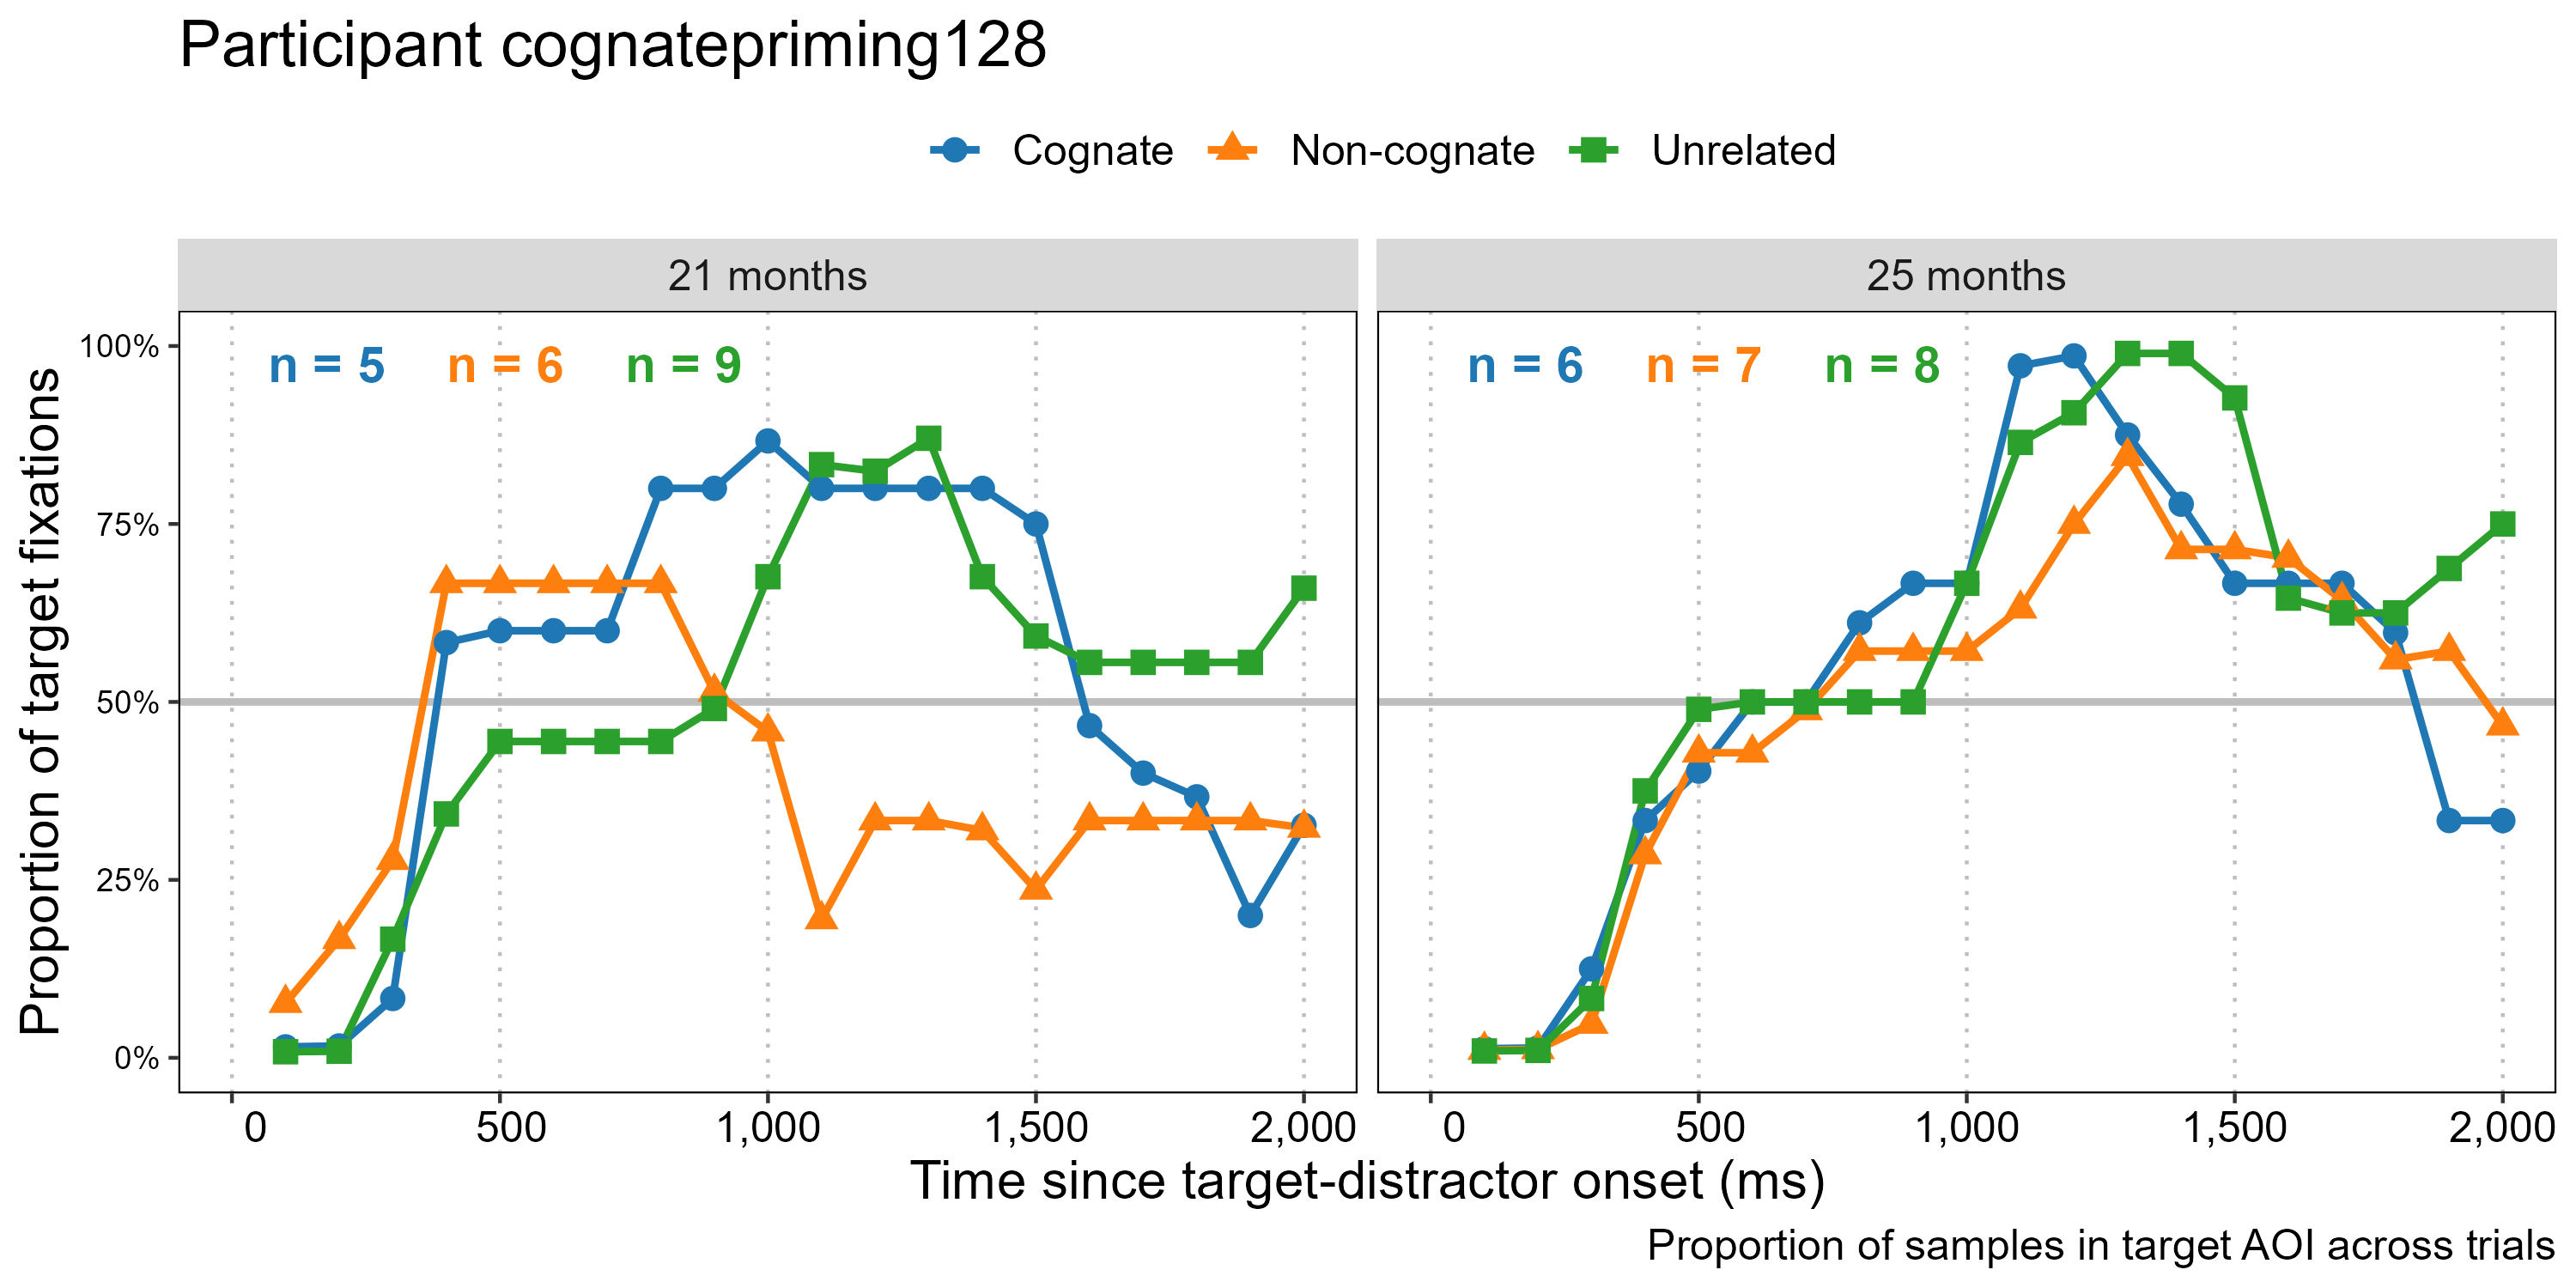 Participant cognatepriming128
Cognate Non-cognate Unrelated
21 months
25 months
n = 5 n = 6 n = 9
n = 6 n = 7 n = 8
Proportion of target fixations
100%
75%
50%
25%
0%
0 500 1,000 1,500 2,000
0 500 1,000 1,500 2,000
Time since target-distractor onset (ms)
Proportion of samples in target AOI across trials